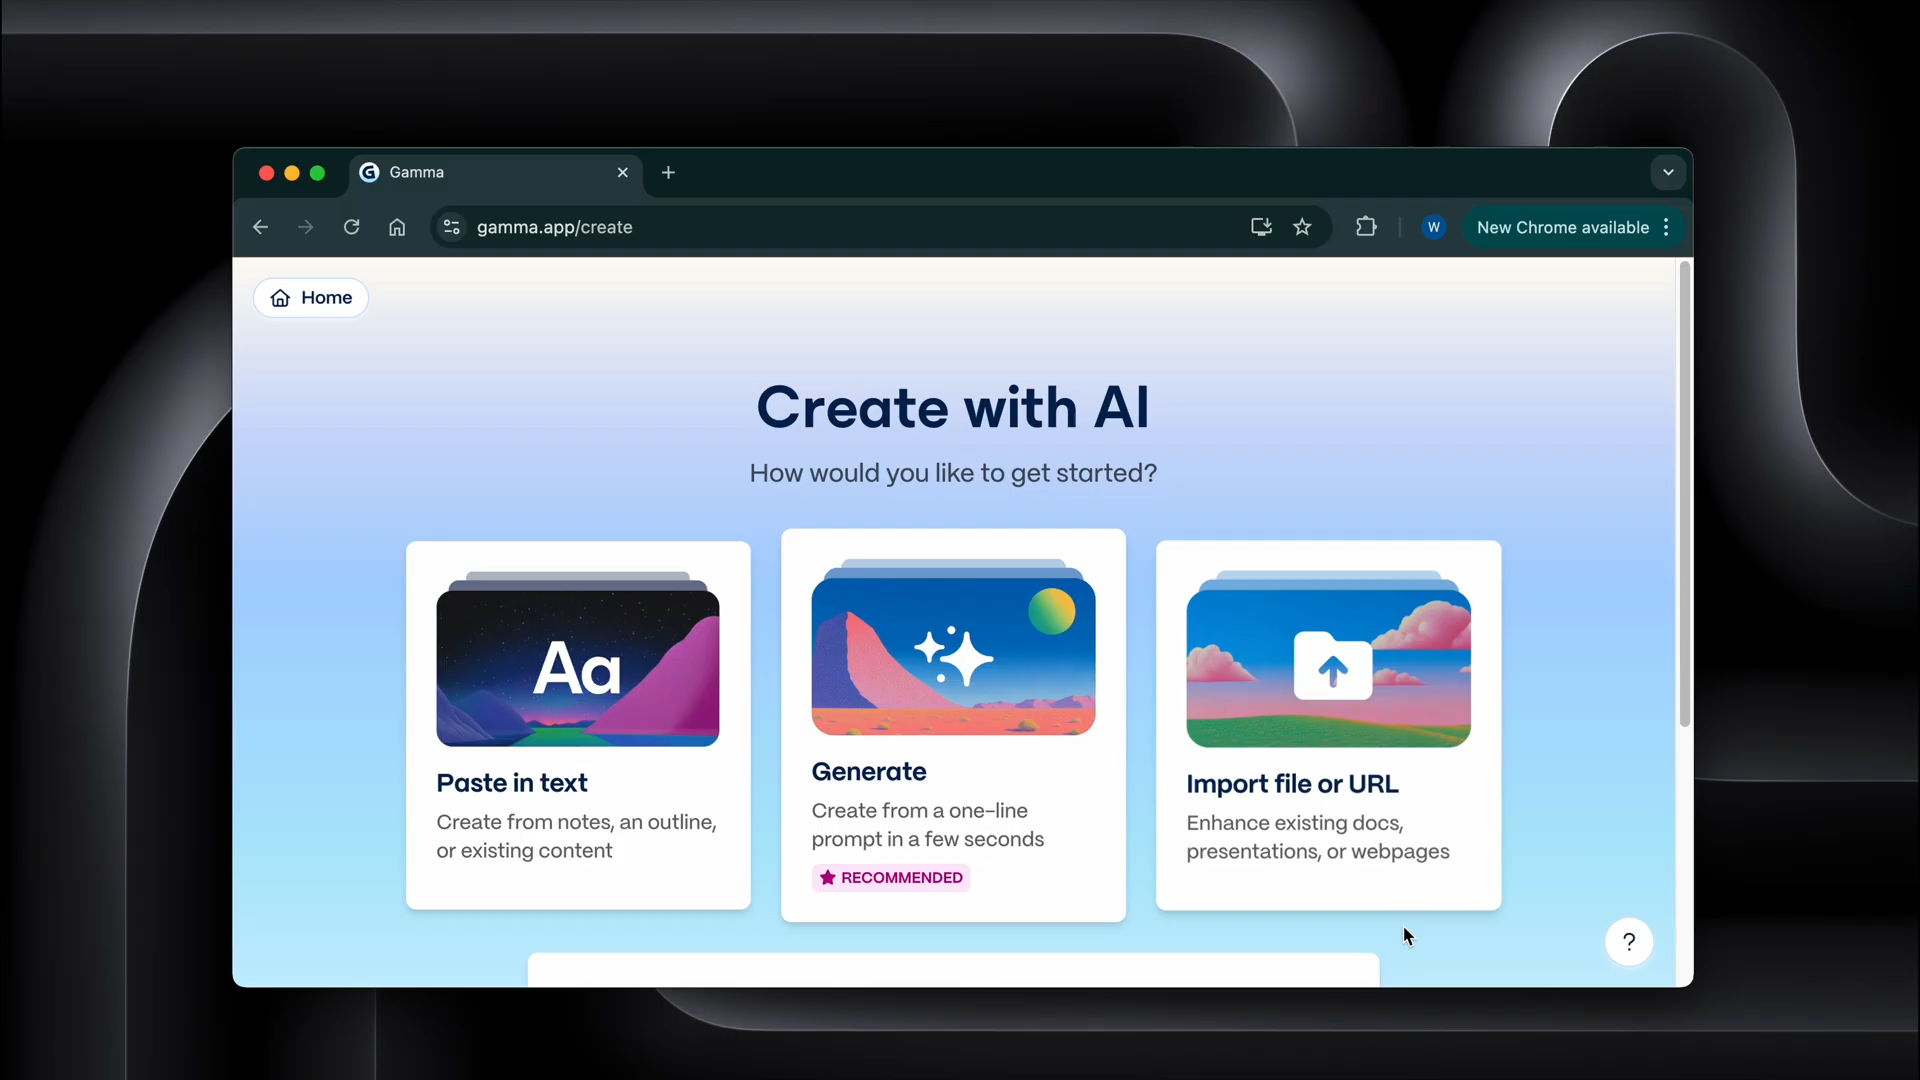 Gamma
gamma.app/create
W
New Chrome available
Home
Create with AI
How would you like to get started?
Aa
Paste in text
Create from notes, an outline,
or existing content
Generate
Create from a one-line
prompt in a few seconds
RECOMMENDED
Import file or URL
Enhance existing docs,
presentations, or webpages
?